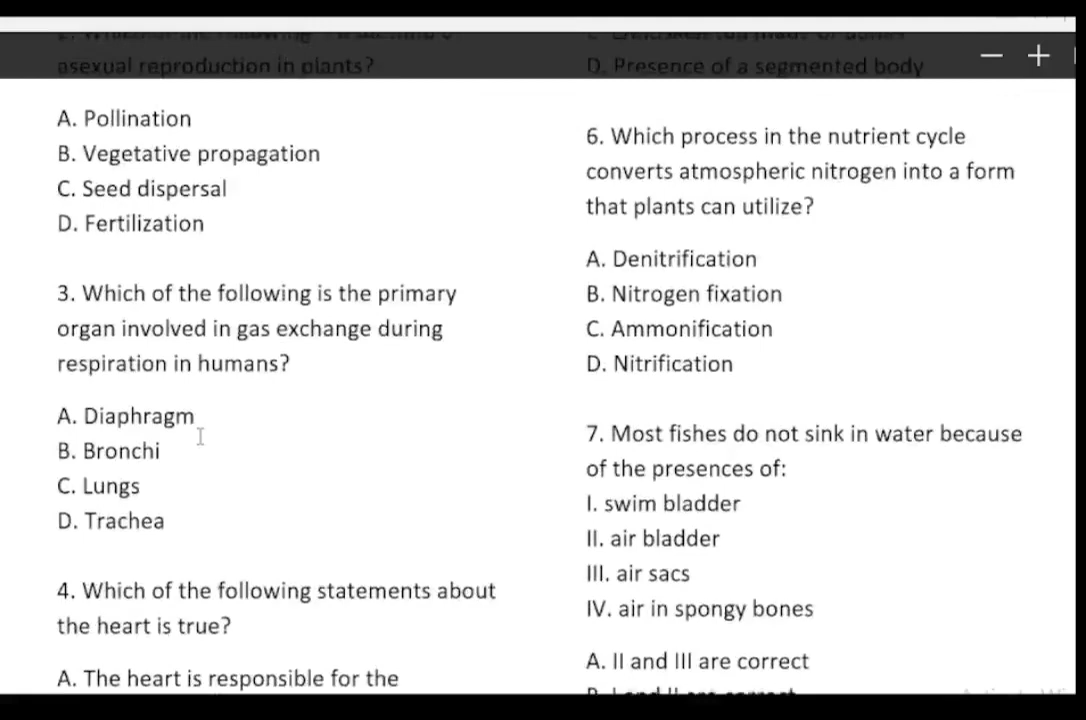 asexual reproduction in plants?
A. Pollination
B. Vegetative propagation
C. Seed dispersal
D. Fertilization
3. Which of the following is the primary
organ involved in gas exchange during
respiration in humans?
A. Diaphragm
B. Bronchi
C. Lungs
D. Trachea
4. Which of the following statements about
the heart is true?
A. The heart is responsible for the
D. Presence of a segmented body
6. Which process in the nutrient cycle
converts atmospheric nitrogen into a form
that plants can utilize?
A. Denitrification
B. Nitrogen fixation
C. Ammonification
D. Nitrification
7. Most fishes do not sink in water because
of the presences of:
I. swim bladder
II. air bladder
III. air sacs
IV. air in spongy bones
A. II and III are correct
B. I and II are correct